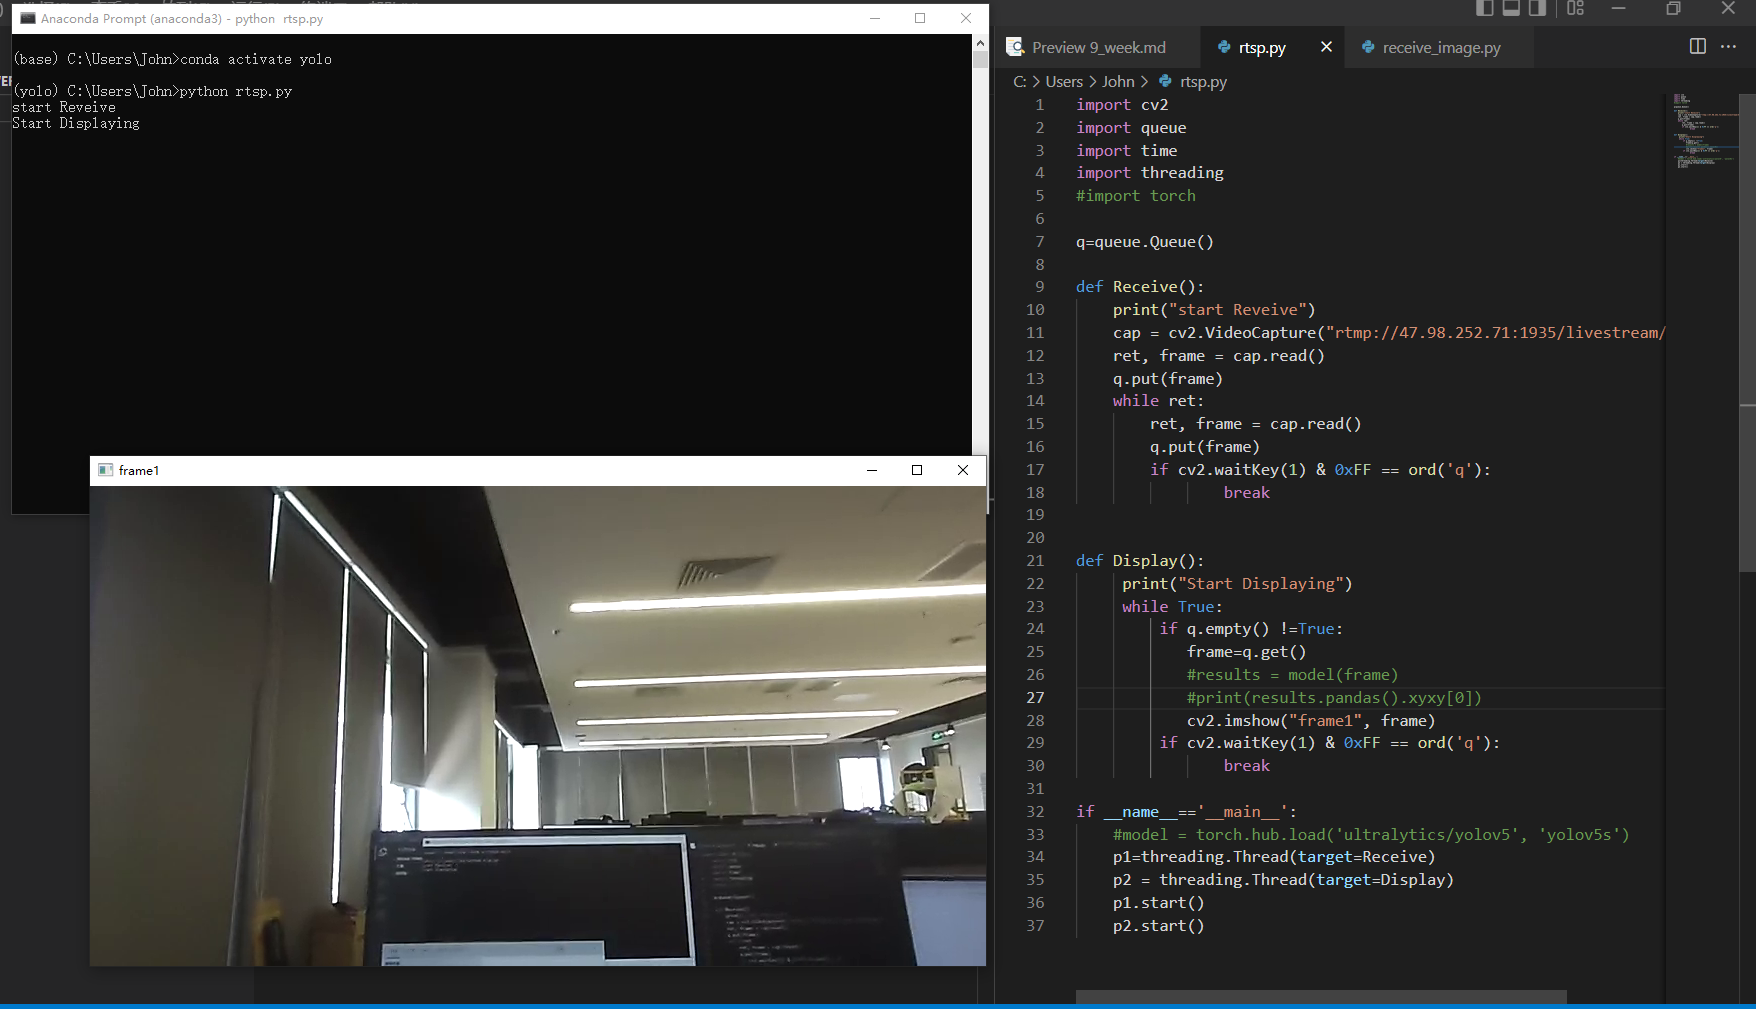 Anaconda Prompt (anaconda3) - python  rtsp.py
(base) C:\Users\John>conda activate yolo
(yolo) C:\Users\John>python rtsp.py
start Reveive
Start Displaying
frame1
Preview 9_week.md
rtsp.py
receive_image.py
C: > Users > John > rtsp.py
1 import cv2
2 import queue
3 import time
4 import threading
5 #import torch
6
7 q=queue.Queue()
8
9 def Receive():
10 print("start Reveive")
11 cap = cv2.VideoCapture("rtmp://47.98.252.71:1935/livestream/
12 ret, frame = cap.read()
13 q.put(frame)
14 while ret:
15 ret, frame = cap.read()
16 q.put(frame)
17 if cv2.waitKey(1) & 0xFF == ord('q'):
18 break
19
20
21 def Display():
22 print("Start Displaying")
23 while True:
24 if q.empty() !=True:
25 frame=q.get()
26 #results = model(frame)
27 #print(results.pandas().xyxy[0])
28 cv2.imshow("frame1", frame)
29 if cv2.waitKey(1) & 0xFF == ord('q'):
30 break
31
32 if __name__=='__main__':
33 #model = torch.hub.load('ultralytics/yolov5', 'yolov5s')
34 p1=threading.Thread(target=Receive)
35 p2 = threading.Thread(target=Display)
36 p1.start()
37 p2.start()